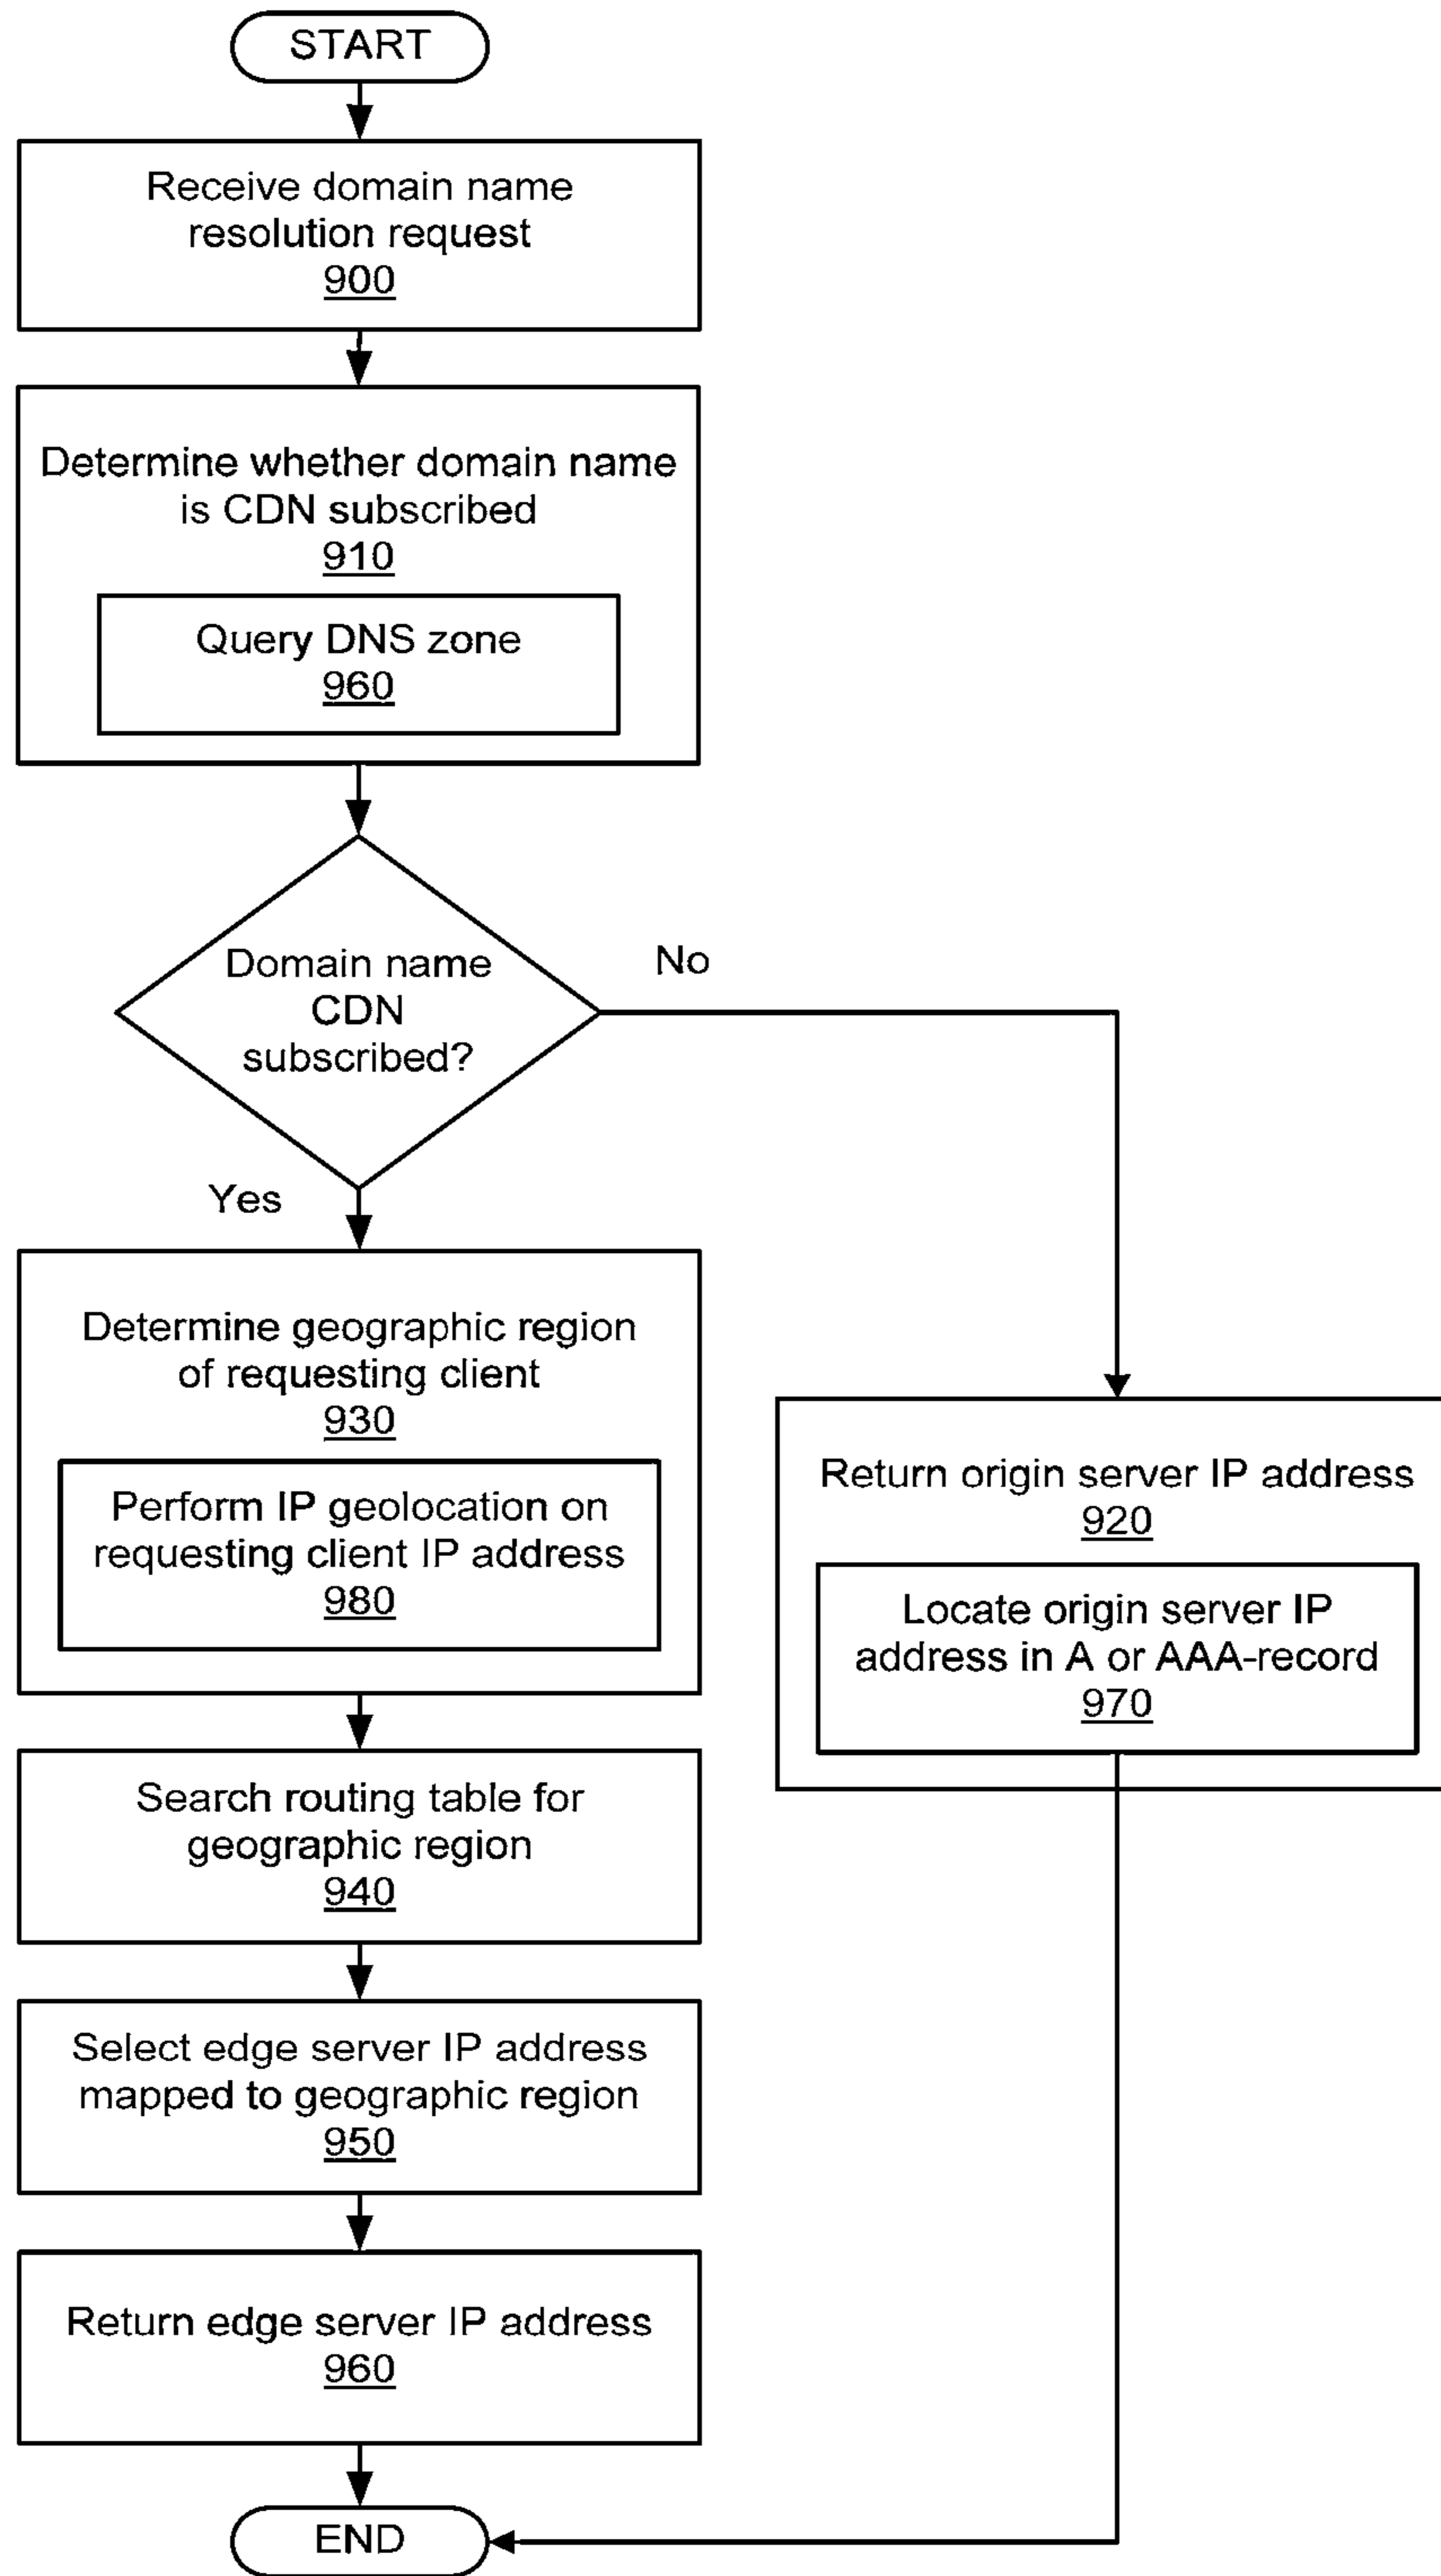 START
Receive domain name
resolution request
900
Determine whether domain name
is CDN subscribed
910
Query DNS zone
960
Domain name
CDN
subscribed?
No
Yes
Determine geographic region
of requesting client
930
Perform IP geolocation on
requesting client IP address
980
Return origin server IP address
920
Locate origin server IP
address in A or AAA-record
970
Search routing table for
geographic region
940
Select edge server IP address
mapped to geographic region
950
Return edge server IP address
960
END